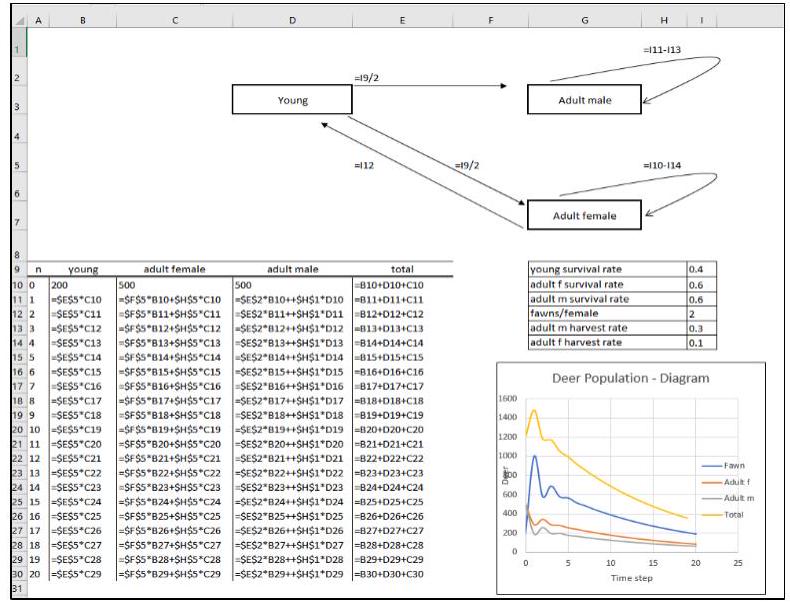 A B C D E F G H I
1 =I11-I13
2 =I9/2
3 Young Adult male
4
5 =I12 =I9/2 =I10-I14
6
7 Adult female
8
9 n young adult female adult male total young survival rate 0.4
10 0 200 500 500 =B10+D10+C10 adult f survival rate 0.6
11 1 =$E$5*C10 =$F$5*B10+$H$5*C10 =$E$2*B10++$H$1*D10 =B11+D11+C11 adult m survival rate 0.6
12 2 =$E$5*C11 =$F$5*B11+$H$5*C11 =$E$2*B11++$H$1*D11 =B12+D12+C12 fawns/female 2
13 3 =$E$5*C12 =$F$5*B12+$H$5*C12 =$E$2*B12++$H$1*D12 =B13+D13+C13 adult m harvest rate 0.3
14 4 =$E$5*C13 =$F$5*B13+$H$5*C13 =$E$2*B13++$H$1*D13 =B14+D14+C14 adult f harvest rate 0.1
15 5 =$E$5*C14 =$F$5*B14+$H$5*C14 =$E$2*B14++$H$1*D14 =B15+D15+C15
16 6 =$E$5*C15 =$F$5*B15+$H$5*C15 =$E$2*B15++$H$1*D15 =B16+D16+C16
17 7 =$E$5*C16 =$F$5*B16+$H$5*C16 =$E$2*B16++$H$1*D16 =B17+D17+C17
18 8 =$E$5*C17 =$F$5*B17+$H$5*C17 =$E$2*B17++$H$1*D17 =B18+D18+C18
19 9 =$E$5*C18 =$F$5*B18+$H$5*C18 =$E$2*B18++$H$1*D18 =B19+D19+C19
20 10 =$E$5*C19 =$F$5*B19+$H$5*C19 =$E$2*B19++$H$1*D19 =B20+D20+C20
21 11 =$E$5*C20 =$F$5*B20+$H$5*C20 =$E$2*B20++$H$1*D20 =B21+D21+C21
22 12 =$E$5*C21 =$F$5*B21+$H$5*C21 =$E$2*B21++$H$1*D21 =B22+D22+C22
23 13 =$E$5*C22 =$F$5*B22+$H$5*C22 =$E$2*B22++$H$1*D22 =B23+D23+C23
24 14 =$E$5*C23 =$F$5*B23+$H$5*C23 =$E$2*B23++$H$1*D23 =B24+D24+C24
25 15 =$E$5*C24 =$F$5*B24+$H$5*C24 =$E$2*B24++$H$1*D24 =B25+D25+C25
26 16 =$E$5*C25 =$F$5*B25+$H$5*C25 =$E$2*B25++$H$1*D25 =B26+D26+C26
27 17 =$E$5*C26 =$F$5*B26+$H$5*C26 =$E$2*B26++$H$1*D26 =B27+D27+C27
28 18 =$E$5*C27 =$F$5*B27+$H$5*C27 =$E$2*B27++$H$1*D27 =B28+D28+C28
29 19 =$E$5*C28 =$F$5*B28+$H$5*C28 =$E$2*B28++$H$1*D28 =B29+D29+C29
30 20 =$E$5*C29 =$F$5*B29+$H$5*C29 =$E$2*B29++$H$1*D29 =B30+D30+C30
31
Deer Population - Diagram
1600
1400
1200
1000
800
600
400
200
0
Deer
Fawn
Adult f
Adult m
Total
0 5 10 15 20 25
Time step